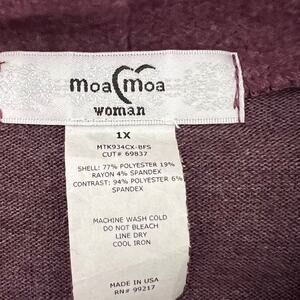 moa moa
woman
1X
MTK934CX-BFS
CUT# 69837
SHELL: 77% POLYESTER 19%
RAYON 4% SPANDEX
CONTRAST: 94% POLYESTER 6%
SPANDEX
MACHINE WASH COLD
DO NOT BLEACH
LINE DRY
COOL IRON
MADE IN USA
RN# 99217